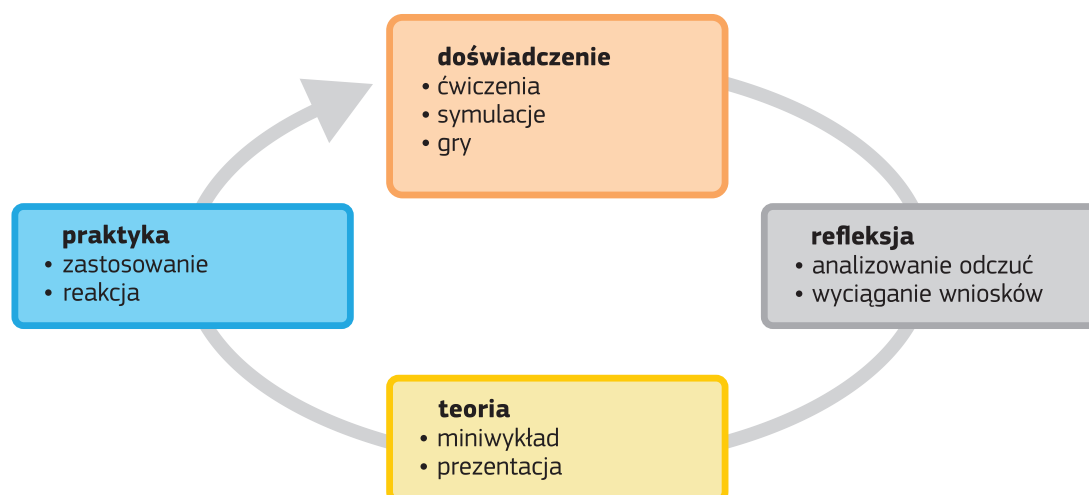 doświadczenie
• ćwiczenia
• symulacje
• gry
praktyka
• zastosowanie
• reakcja
refleksja
• analizowanie odczuć
• wyciąganie wniosków
teoria
• miniwykład
• prezentacja